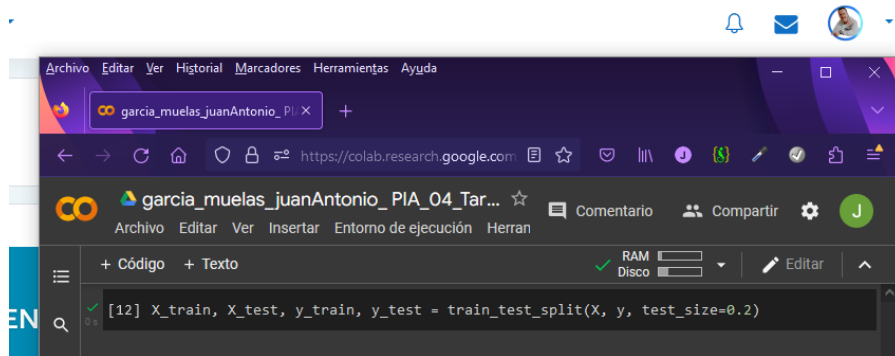 Archivo Editar Ver Historial Marcadores Herramientas Ayuda
garcia_muelas_juanAntonio_ PI
https://colab.research.google.com
J
garcia_muelas_juanAntonio_ PIA_04_Tar...
Comentario
Compartir
J
Archivo Editar Ver Insertar Entorno de ejecución Herran
+ Código + Texto
RAM
Disco
Editar
EN
[12] X_train, X_test, y_train, y_test = train_test_split(X, y, test_size=0.2)
0 s